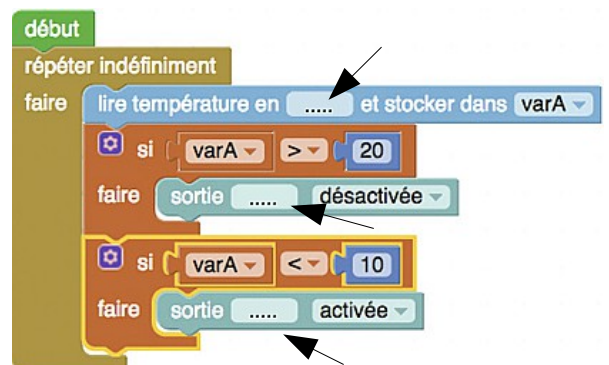 début
répéter indéfiniment
faire lire température en ..... et stocker dans varA
si varA > 20
faire sortie ..... désactivée
si varA < 10
faire sortie ..... activée